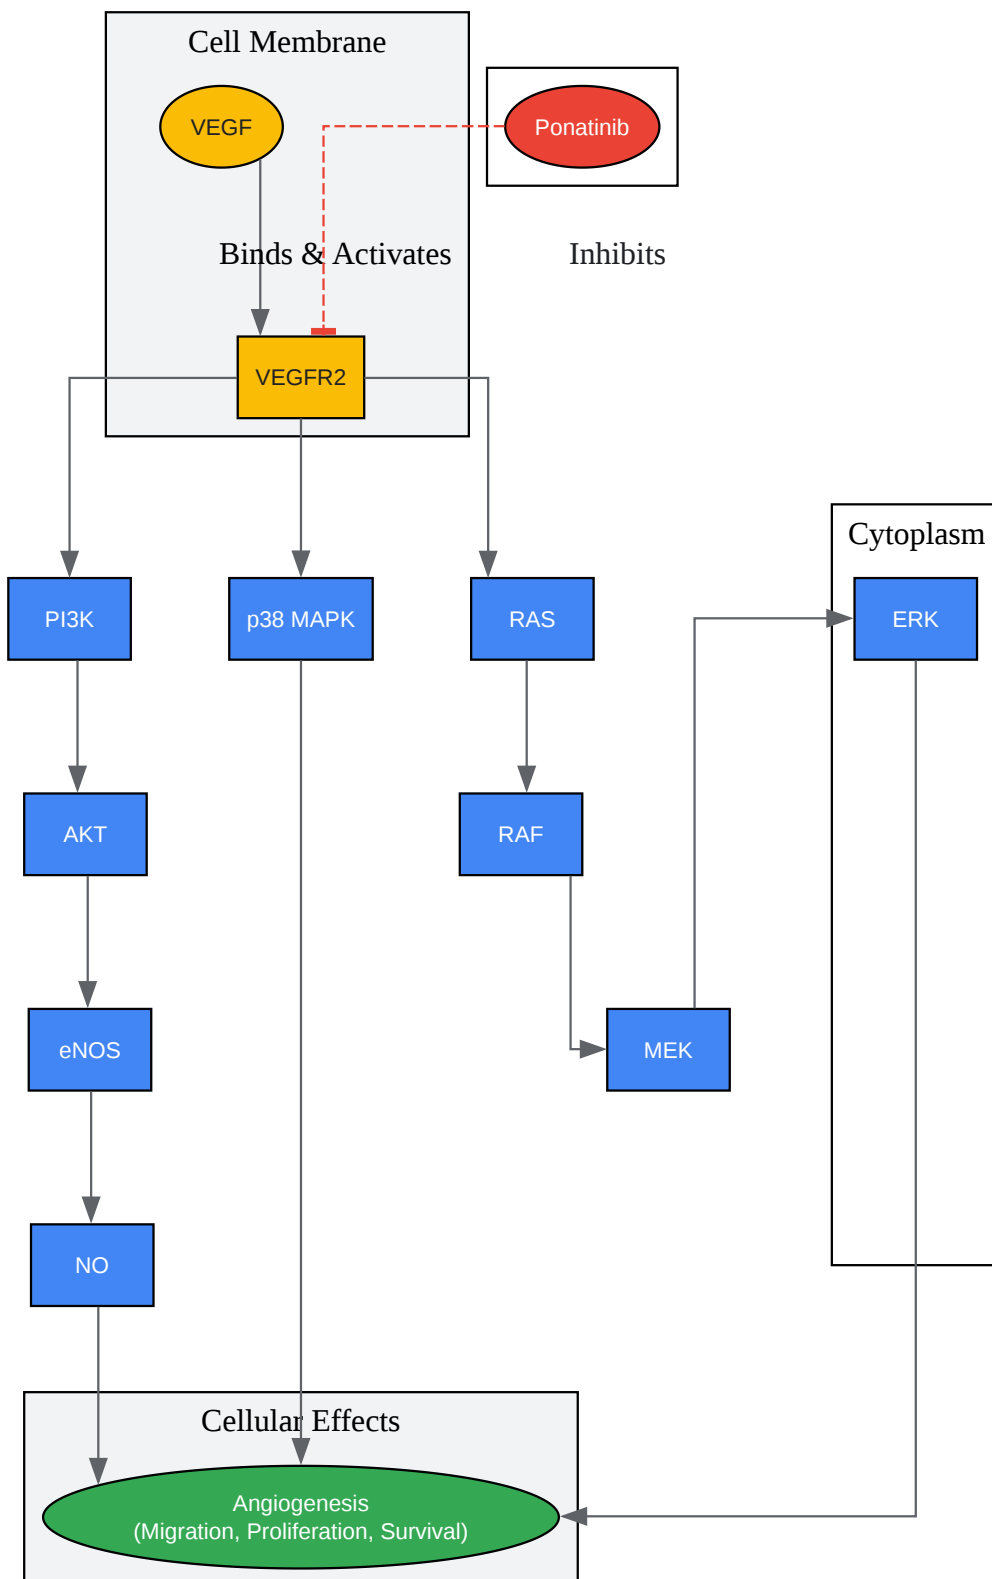 Cell Membrane
VEGF
Ponatinib
Binds & Activates
Inhibits
VEGFR2
Cytoplasm
PI3K
p38 MAPK
RAS
ERK
AKT
RAF
eNOS
MEK
NO
Cellular Effects
Angiogenesis
(Migration, Proliferation, Survival)